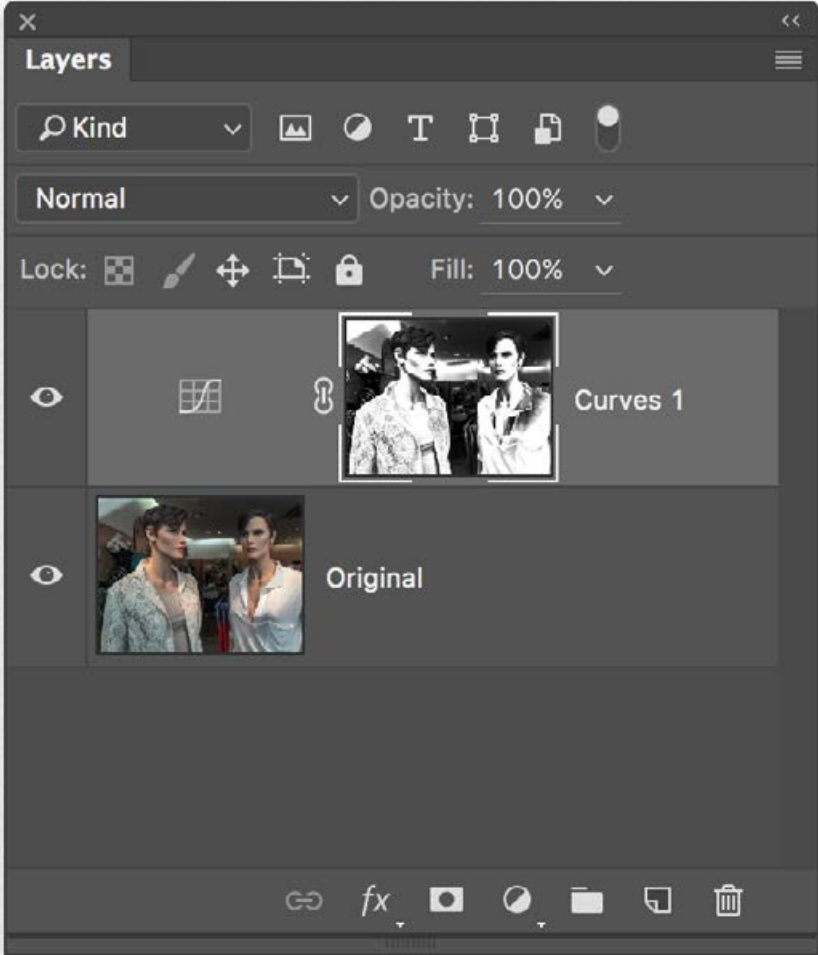 Layers
Kind
Normal Opacity: 100%
Lock: Fill: 100%
Curves 1
Original
fx